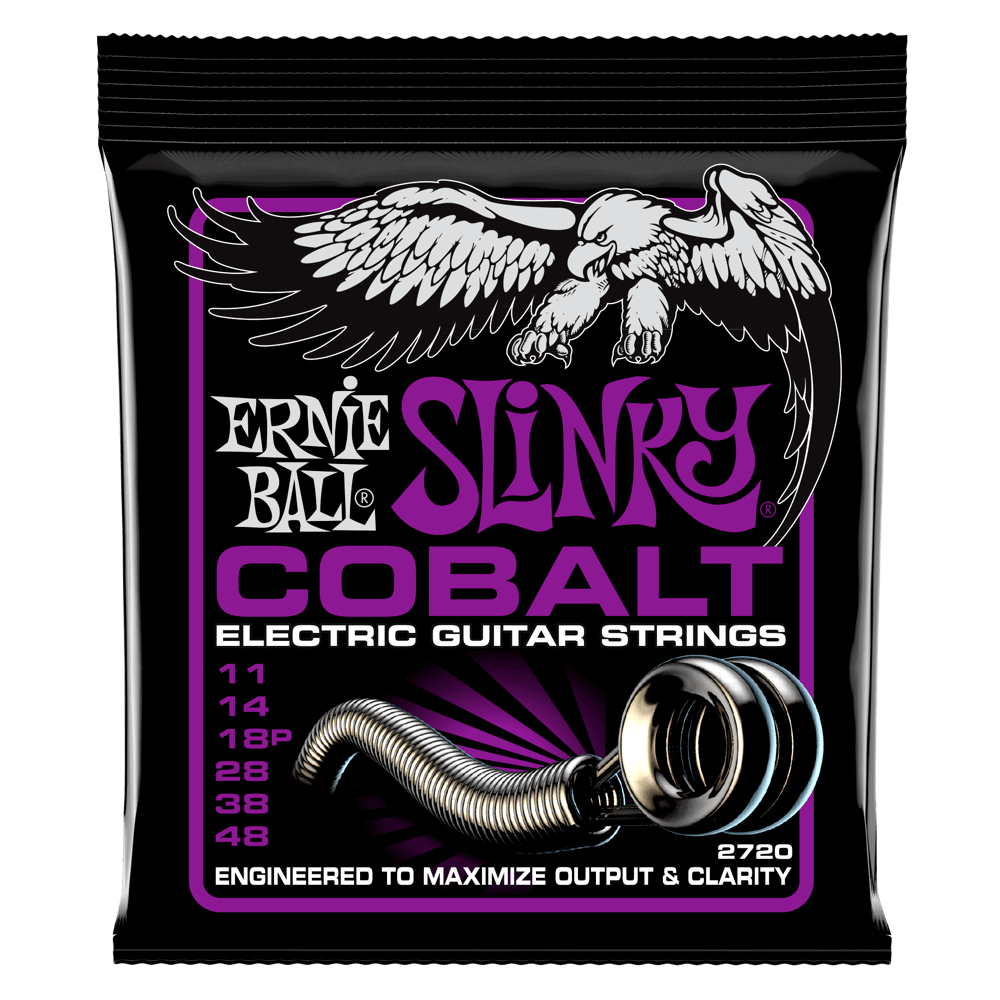 ERNiE BALL® SLiNKY®
COBALT
ELECTRIC GUITAR STRINGS
11
14
18P
28
38
48
2720
ENGINEERED TO MAXIMIZE OUTPUT & CLARITY